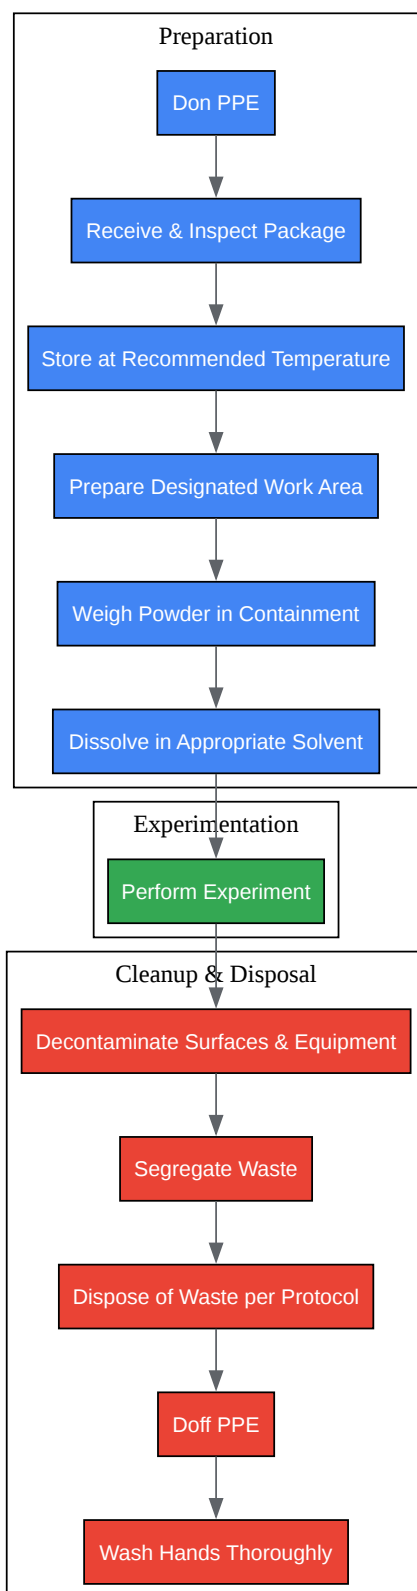 Preparation
Don PPE
Receive & Inspect Package
Store at Recommended Temperature
Prepare Designated Work Area
Weigh Powder in Containment
Dissolve in Appropriate Solvent
Experimentation
Perform Experiment
Cleanup & Disposal
Decontaminate Surfaces & Equipment
Segregate Waste
Dispose of Waste per Protocol
Doff PPE
Wash Hands Thoroughly